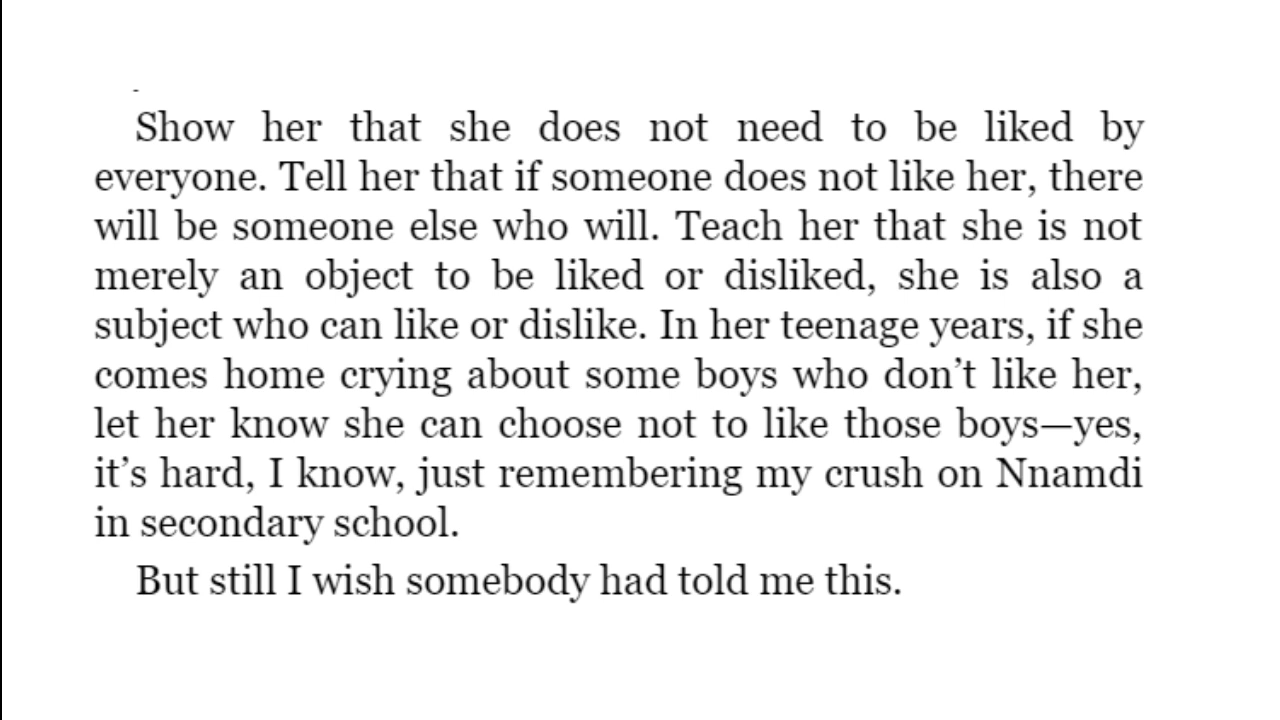 Show her that she does not need to be liked by
everyone. Tell her that if someone does not like her, there
will be someone else who will. Teach her that she is not
merely an object to be liked or disliked, she is also a
subject who can like or dislike. In her teenage years, if she
comes home crying about some boys who don’t like her,
let her know she can choose not to like those boys—yes,
it’s hard, I know, just remembering my crush on Nnamdi
in secondary school.
But still I wish somebody had told me this.